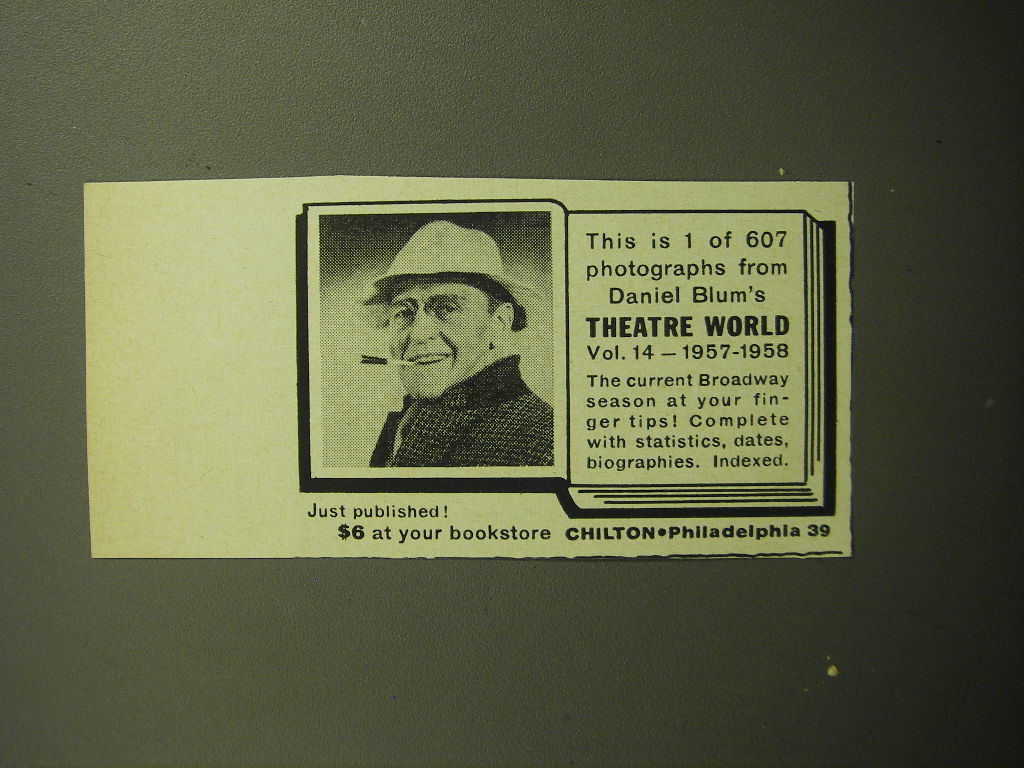 This is 1 of 607
photographs from
Daniel Blum's
THEATRE WORLD
Vol. 14 — 1957-1958
The current Broadway
season at your fin-
ger tips! Complete
with statistics, dates,
biographies. Indexed.
Just published!
$6 at your bookstore CHILTON•Philadelphia 39